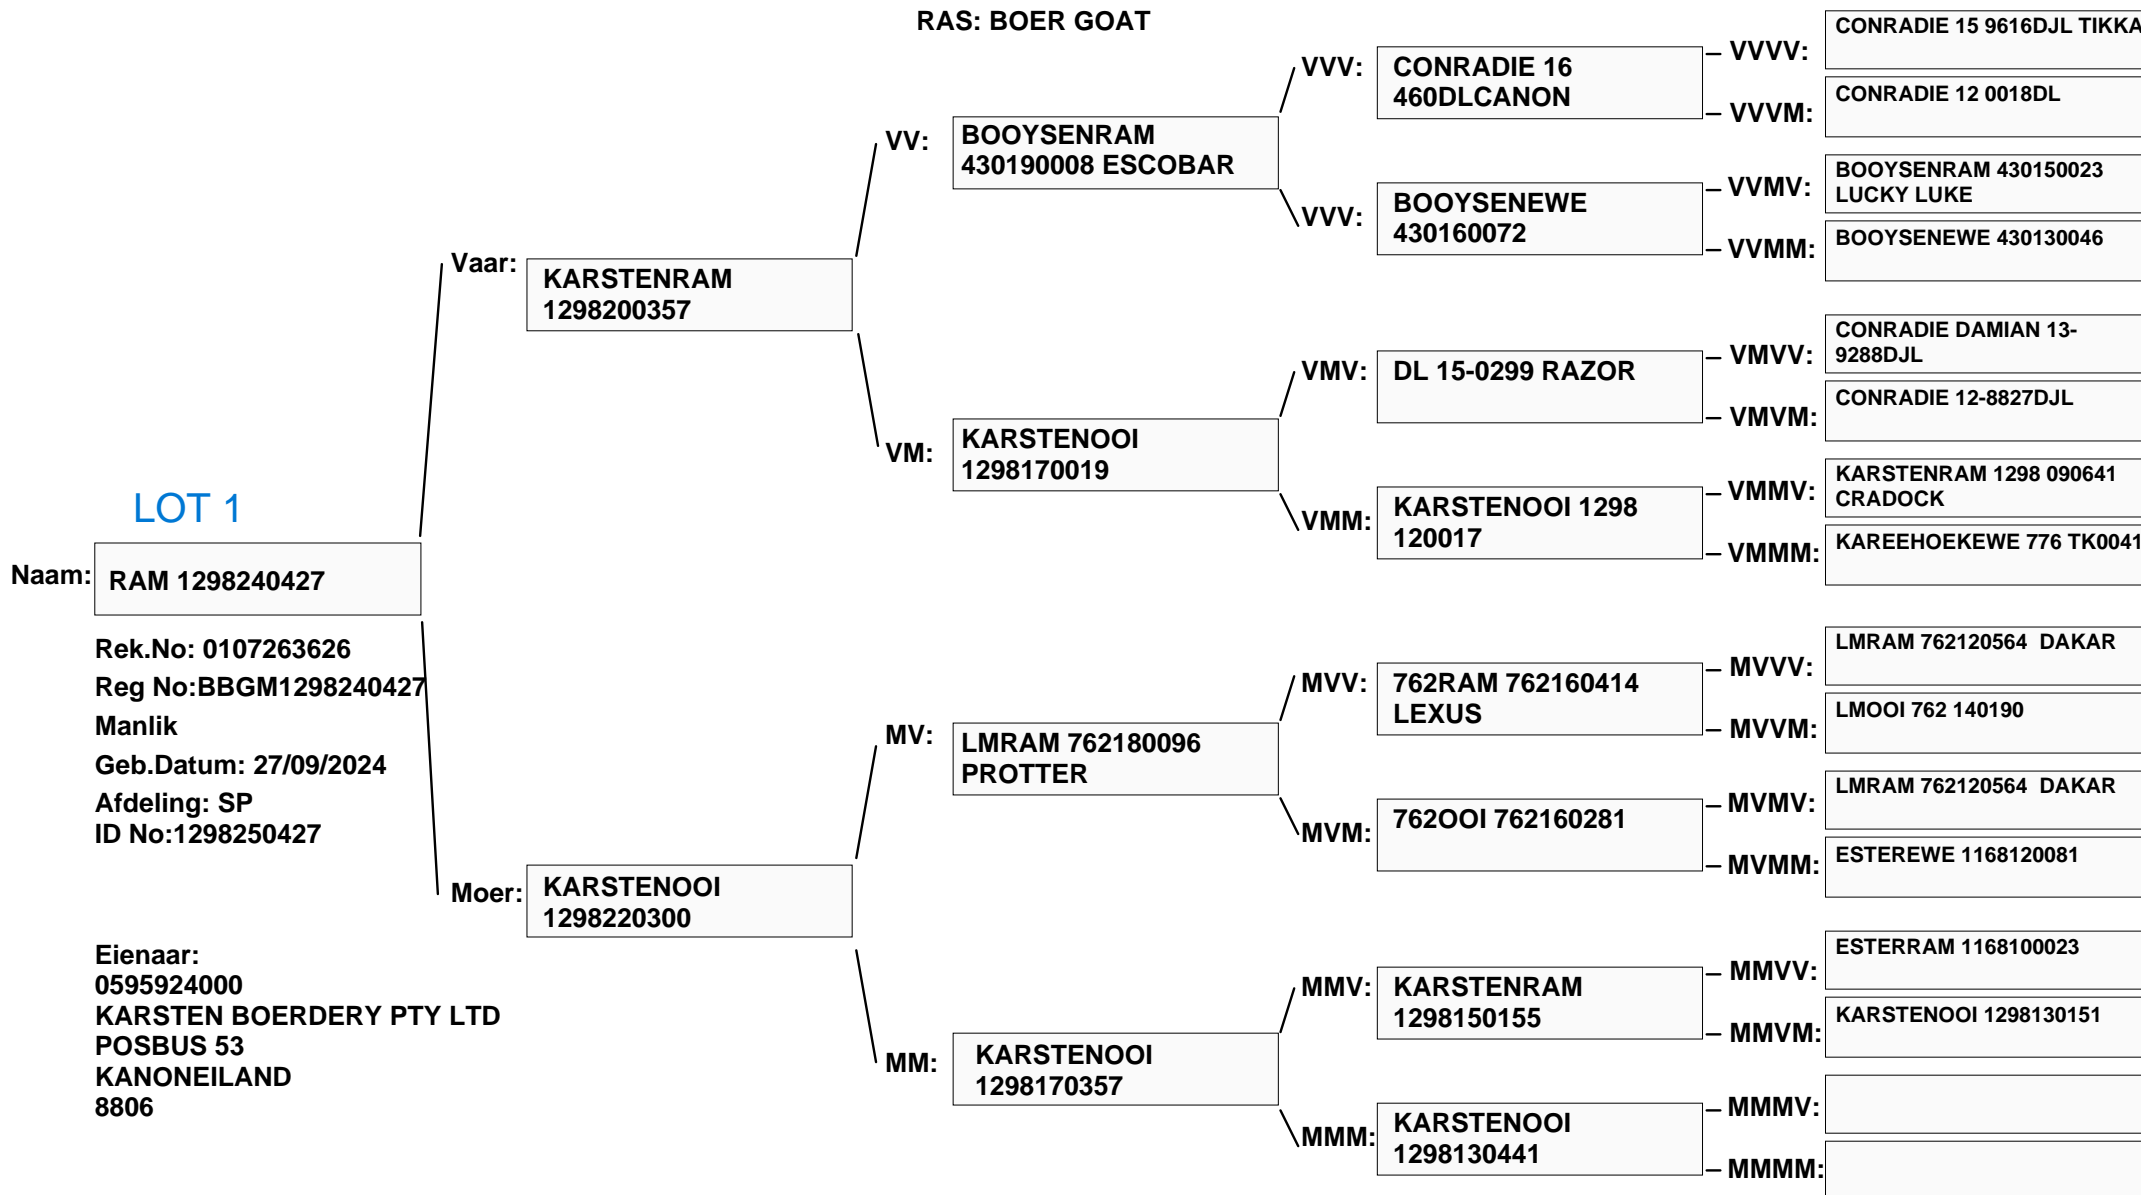 RAS: BOER GOAT
LOT 1
Naam:
RAM 1298240427
Rek.No: 0107263626
Reg No:BBGM1298240427
Manlik
Geb.Datum: 27/09/2024
Afdeling: SP
ID No:1298250427
Eienaar:
0595924000
KARSTEN BOERDERY PTY LTD
POSBUS 53
KANONEILAND
8806
Vaar:
KARSTENRAM
1298200357
Moer:
KARSTENOOI
1298220300
VV:
BOOYSENRAM
430190008 ESCOBAR
VM:
KARSTENOOI
1298170019
MV:
LMRAM 762180096
PROTTER
MM:
KARSTENOOI
1298170357
VVV:
CONRADIE 16
460DLCANON
VVV:
BOOYSENEWE
430160072
VMV:
DL 15-0299 RAZOR
VMM:
KARSTENOOI 1298
120017
MVV:
762RAM 762160414
LEXUS
MVM:
762OOI 762160281
MMV:
KARSTENRAM
1298150155
MMM:
KARSTENOOI
1298130441
VVVV:
CONRADIE 15 9616DJL TIKKA
VVVM:
CONRADIE 12 0018DL
VVMV:
BOOYSENRAM 430150023
LUCKY LUKE
VVMM:
BOOYSENEWE 430130046
VMVV:
CONRADIE DAMIAN 13-
9288DJL
VMVM:
CONRADIE 12-8827DJL
VMMV:
KARSTENRAM 1298 090641
CRADOCK
VMMM:
KAREEHOEKEWE 776 TK0041
MVVV:
LMRAM 762120564  DAKAR
MVVM:
LMOOI 762 140190
MVMV:
LMRAM 762120564  DAKAR
MVMM:
ESTEREWE 1168120081
MMVV:
ESTERRAM 1168100023
MMVM:
KARSTENOOI 1298130151
MMMV:
MMMM: